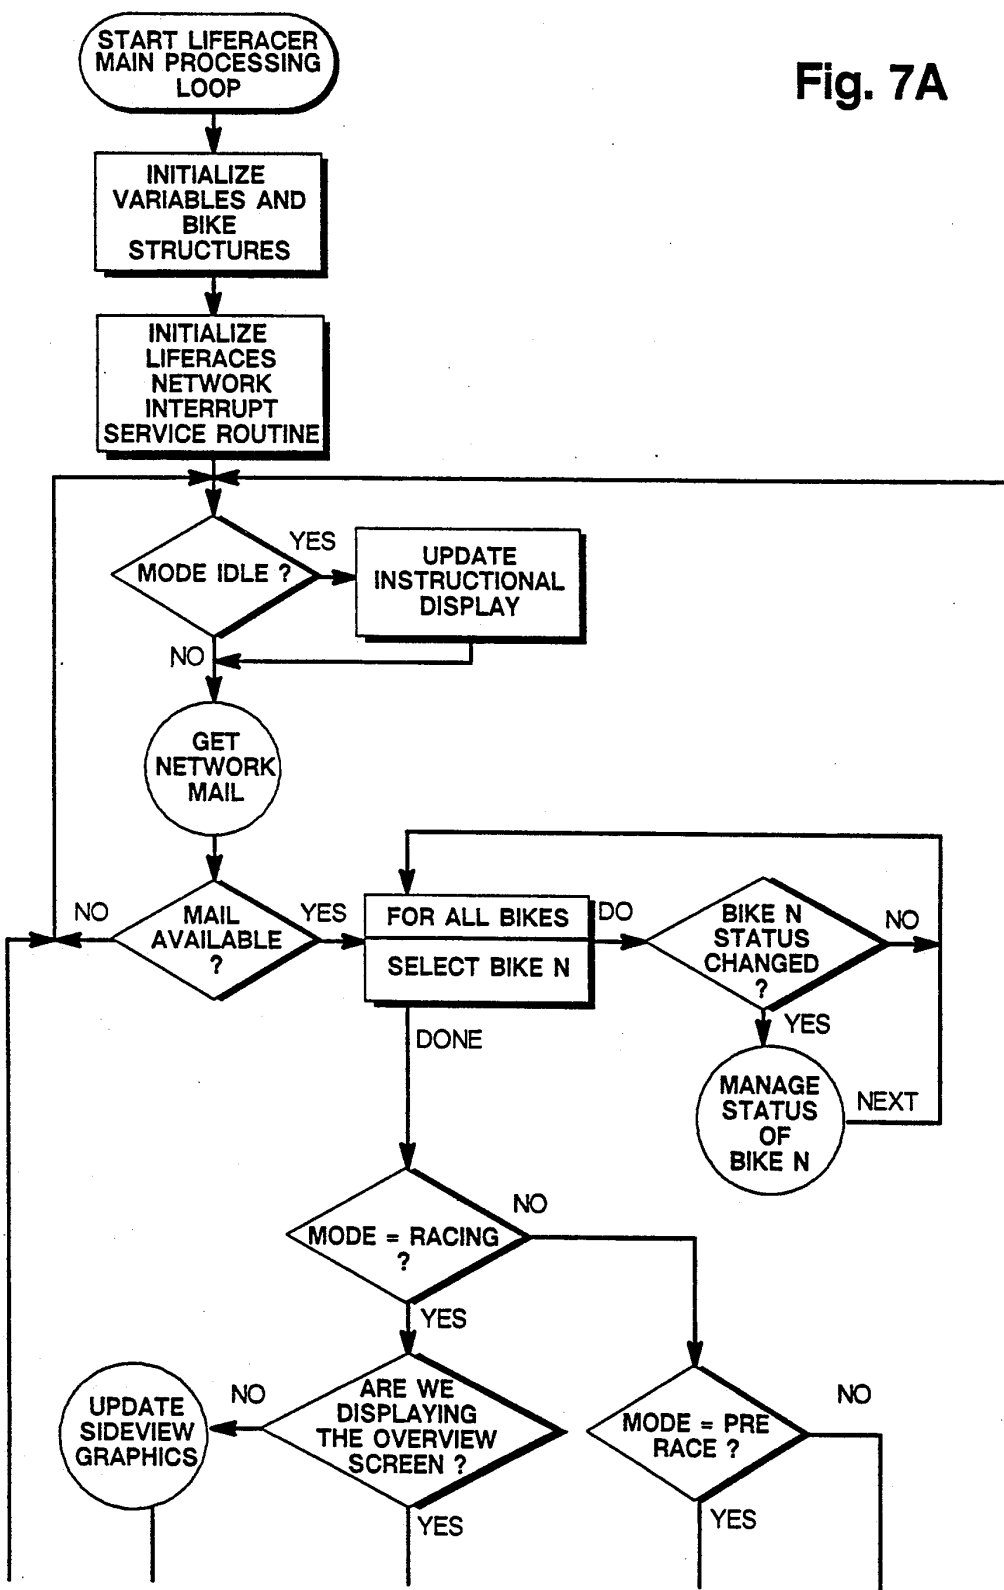 START LIFERACER
MAIN PROCESSING
LOOP
Fig. 7A
INITIALIZE
VARIABLES AND
BIKE
STRUCTURES
INITIALIZE
LIFERACES
NETWORK
INTERRUPT
SERVICE ROUTINE
MODE IDLE ?
YES
UPDATE
INSTRUCTIONAL
DISPLAY
NO
GET
NETWORK
MAIL
NO
MAIL
AVAILABLE
?
YES
FOR ALL BIKES
SELECT BIKE N
DO
BIKE N
STATUS
CHANGED
?
NO
YES
MANAGE
STATUS
OF
BIKE N
NEXT
DONE
MODE = RACING
?
NO
YES
ARE WE
DISPLAYING
THE OVERVIEW
SCREEN ?
NO
UPDATE
SIDEVIEW
GRAPHICS
YES
MODE = PRE
RACE ?
NO
YES